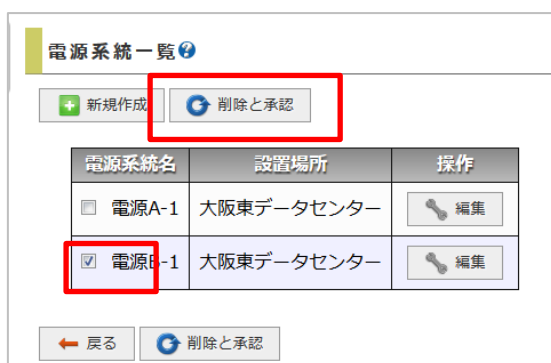 電源系統一覧?
新規作成 削除と承認
電源系統名 設置場所 操作
電源A-1 大阪東データセンター 編集
電源B-1 大阪東データセンター 編集
戻る 削除と承認